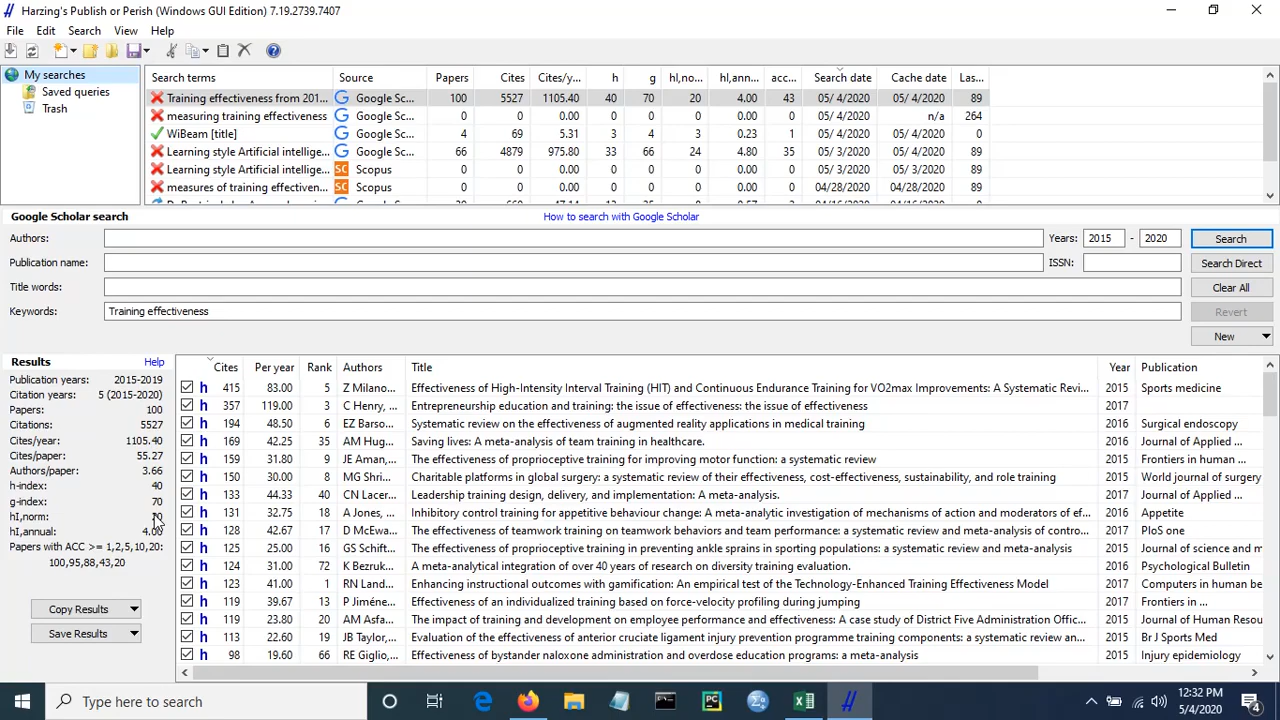 Harzing's Publish or Perish (Windows GUI Edition) 7.19.2739.7407
File Edit Search View Help
My searches
Saved queries
Trash
Search terms Source Papers Cites Cites/y... h g hI,no... hI,ann... acc... Search date Cache date Las...
Training effectiveness from 201... Google Sc... 100 5527 1105.40 40 70 20 4.00 43 05/ 4/2020 05/ 4/2020 89
measuring training effectiveness Google Sc... 0 0 0.00 0 0 0 0.00 0 05/ 4/2020 n/a 264
WiBeam [title] Google Sc... 4 69 5.31 3 4 3 0.23 1 05/ 4/2020 05/ 4/2020 0
Learning style Artificial intellige... Google Sc... 66 4879 975.80 33 66 24 4.80 35 05/ 3/2020 05/ 3/2020 89
Learning style Artificial intellige... Scopus 0 0 0.00 0 0 0 0.00 0 05/ 3/2020 05/ 3/2020 89
measures of training effectiven... Scopus 0 0 0.00 0 0 0 0.00 0 04/28/2020 04/28/2020 89
Google Scholar search How to search with Google Scholar
Authors: Years: 2015 - 2020 Search
Publication name: ISSN: Search Direct
Title words: Clear All
Keywords: Training effectiveness Revert
New
Results Help
Publication years: 2015-2019
Citation years: 5 (2015-2020)
Papers: 100
Citations: 5527
Cites/year: 1105.40
Cites/paper: 55.27
Authors/paper: 3.66
h-index: 40
g-index: 70
hI,norm:
hI,annual: 4.00
Papers with ACC >= 1,2,5,10,20:
100,95,88,43,20
Copy Results
Save Results
Cites Per year Rank Authors Title Year Publication
h 415 83.00 5 Z Milano... Effectiveness of High-Intensity Interval Training (HIT) and Continuous Endurance Training for VO2max Improvements: A Systematic Revi... 2015 Sports medicine
h 357 119.00 3 C Henry, ... Entrepreneurship education and training: the issue of effectiveness: the issue of effectiveness 2017
h 194 48.50 6 EZ Barso... Systematic review on the effectiveness of augmented reality applications in medical training 2016 Surgical endoscopy
h 169 42.25 35 AM Hug... Saving lives: A meta-analysis of team training in healthcare. 2016 Journal of Applied ...
h 159 31.80 9 JE Aman,... The effectiveness of proprioceptive training for improving motor function: a systematic review 2015 Frontiers in human...
h 150 30.00 8 MG Shri... Charitable platforms in global surgery: a systematic review of their effectiveness, cost-effectiveness, sustainability, and role training 2015 World journal of surgery
h 133 44.33 40 CN Lacer... Leadership training design, delivery, and implementation: A meta-analysis. 2017 Journal of Applied ...
h 131 32.75 18 A Jones, ... Inhibitory control training for appetitive behaviour change: A meta-analytic investigation of mechanisms of action and moderators of ef... 2016 Appetite
h 128 42.67 17 D McEwa... The effectiveness of teamwork training on teamwork behaviors and team performance: a systematic review and meta-analysis of contro... 2017 PloS one
h 125 25.00 16 GS Schift... The effectiveness of proprioceptive training in preventing ankle sprains in sporting populations: a systematic review and meta-analysis 2015 Journal of science and m
h 124 31.00 72 K Bezruk... A meta-analytical integration of over 40 years of research on diversity training evaluation. 2016 Psychological Bulletin
h 123 41.00 1 RN Land... Enhancing instructional outcomes with gamification: An empirical test of the Technology-Enhanced Training Effectiveness Model 2017 Computers in human be
h 119 39.67 13 P Jiméne... Effectiveness of an individualized training based on force-velocity profiling during jumping 2017 Frontiers in ...
h 119 23.80 20 AM Asfa... The impact of training and development on employee performance and effectiveness: A case study of District Five Administration Offic... 2015 Journal of Human Resou
h 113 22.60 19 JB Taylor,... Evaluation of the effectiveness of anterior cruciate ligament injury prevention programme training components: a systematic review an... 2015 Br J Sports Med
h 98 19.60 66 RE Giglio,... Effectiveness of bystander naloxone administration and overdose education programs: a meta-analysis 2015 Injury epidemiology
Type here to search
12:32 PM
5/4/2020
4